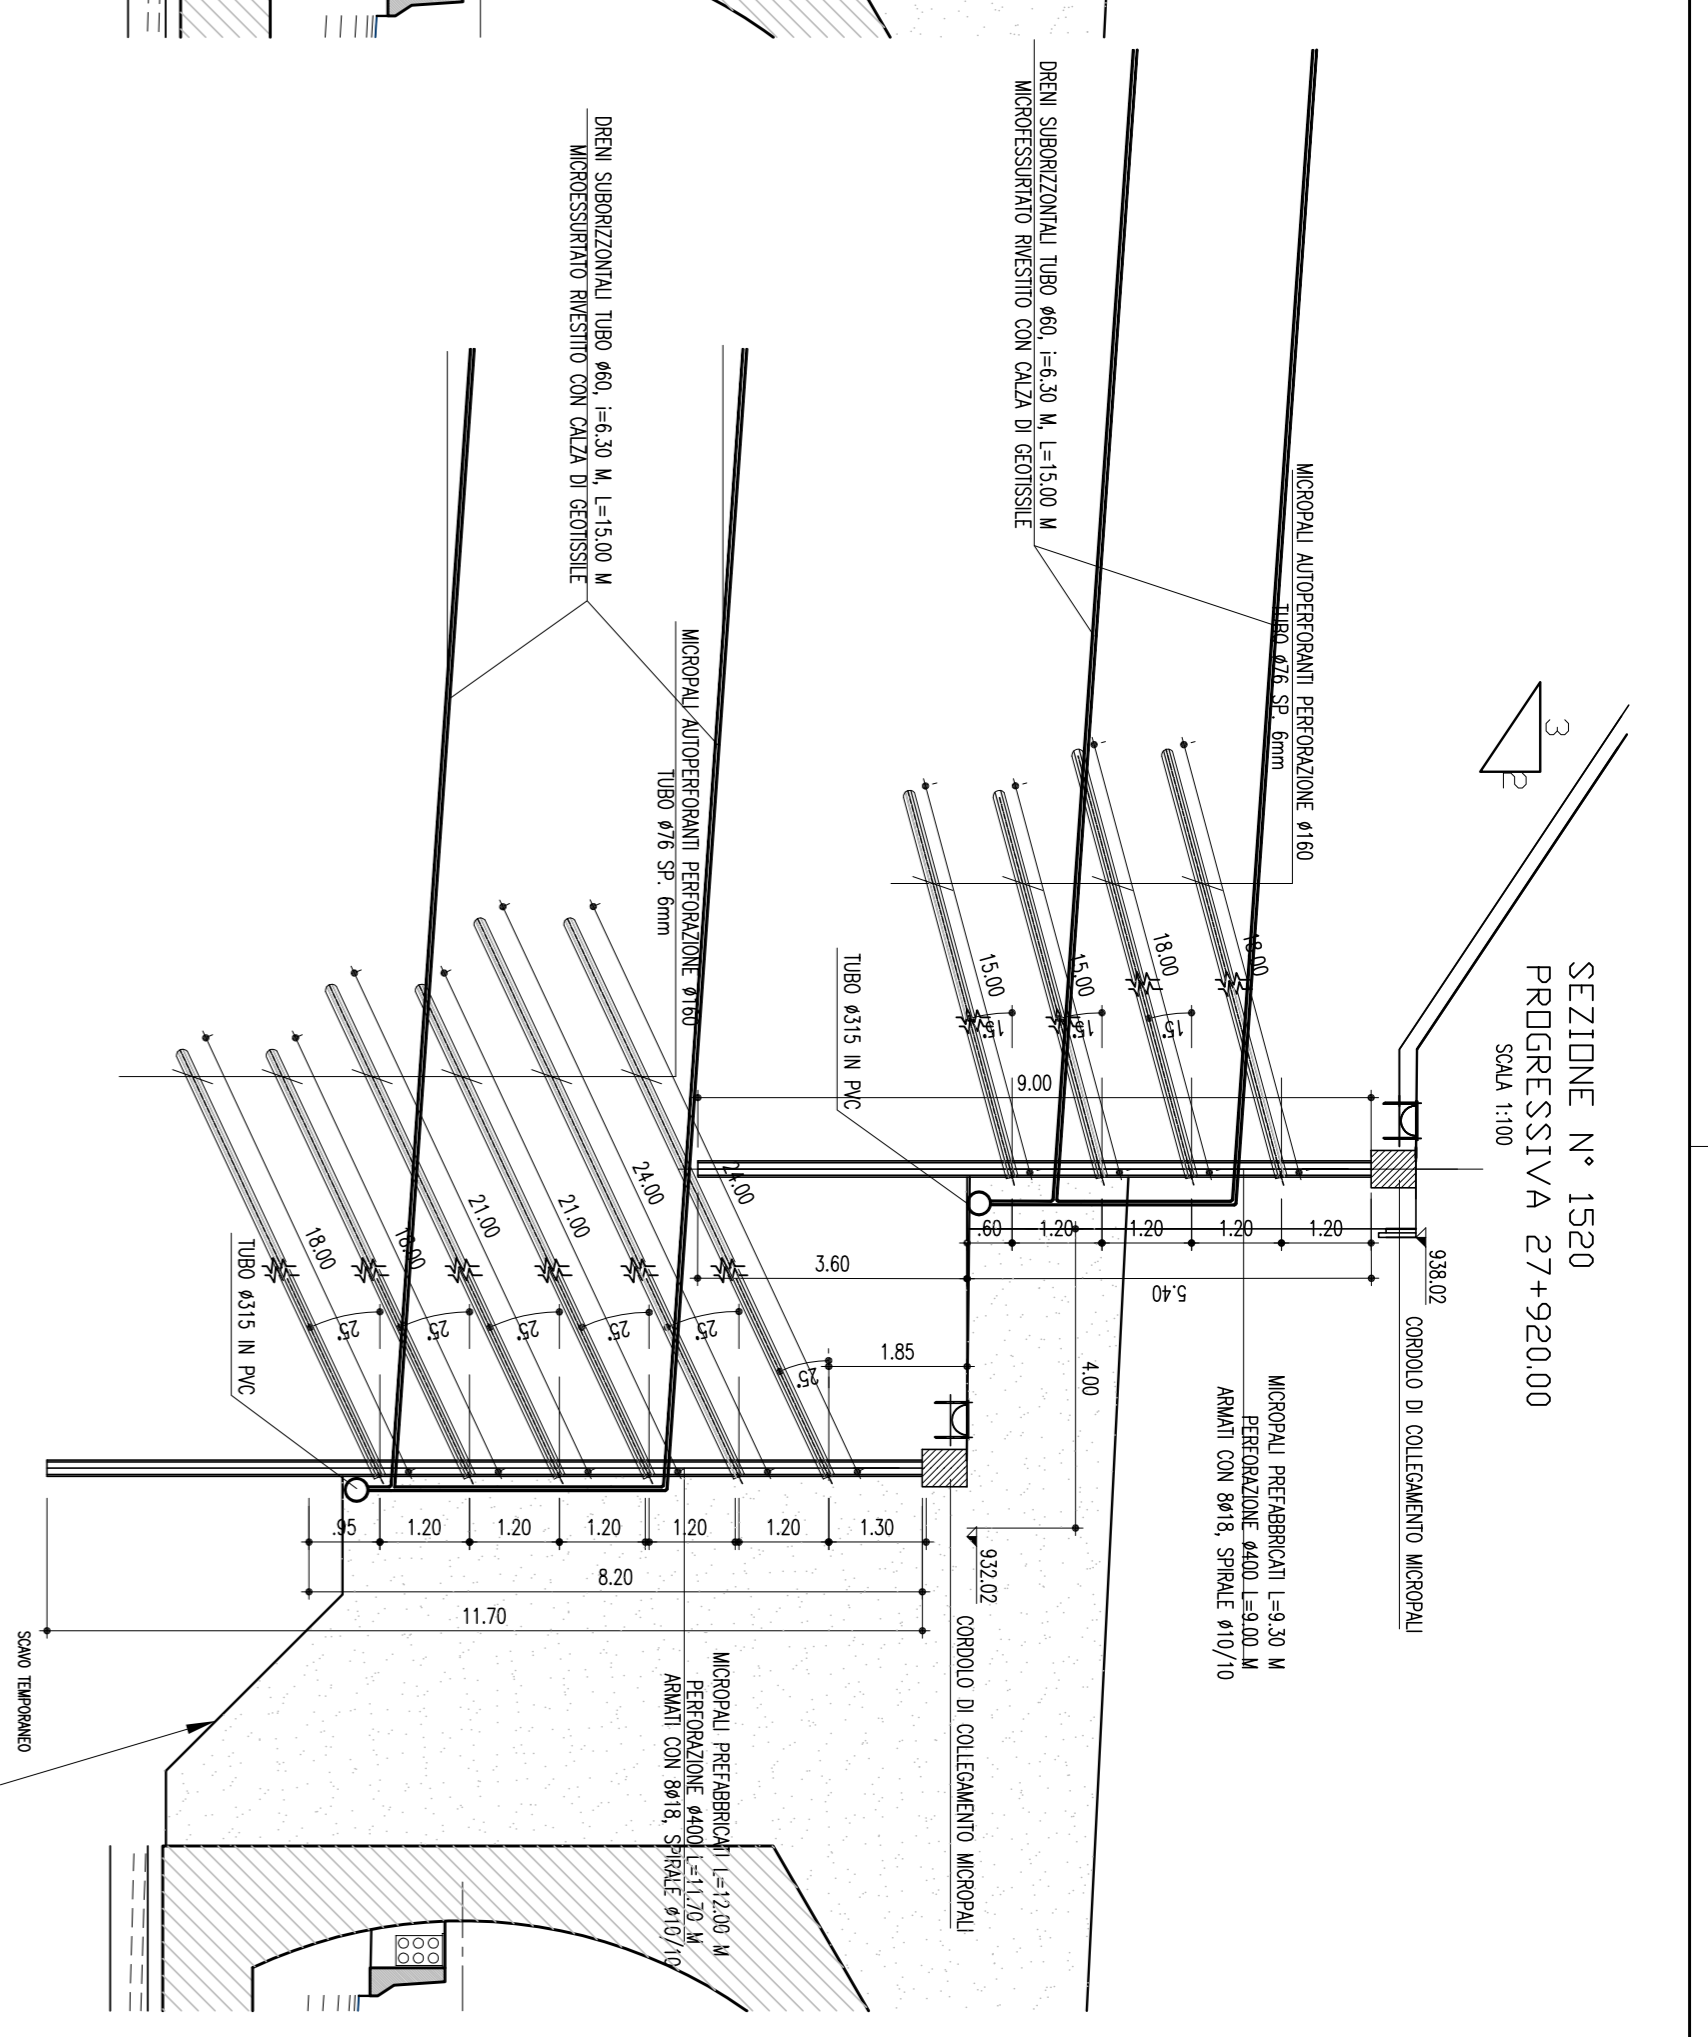 SEZIONE N° 1520
PROGRESSIVA 27+920.00
SCALA 1:100
3
2
938.02
CORDOLO DI COLLEGAMENTO MICROPALI
MICROPALI AUTOPERFORANTI PERFORAZIONE ø160
TUBO ø76 SP. 6mm
MICROPALI PREFABBRICATI L=9.30 M
PERFORAZIONE ø400 L=9.00 M
ARMATI CON 8ø18, SPIRALE ø10/10
DRENI SUBORIZZONTALI TUBO ø60, i=6.30 M, L=15.00 M
MICROFESSURTATO RIVESTITO CON CALZA DI GEOTISSILE
18.00
18.00
15.00
15.00
15°
15°
15°
15°
9.00
1.20
1.20
1.20
1.20
.60
5.40
3.60
4.00
1.85
TUBO ø315 IN PVC
932.02
CORDOLO DI COLLEGAMENTO MICROPALI
MICROPALI AUTOPERFORANTI PERFORAZIONE ø160
TUBO ø76 SP. 6mm
MICROPALI PREFABBRICATI L=12.00 M
PERFORAZIONE ø400 L=11.70 M
ARMATI CON 8ø18, SPIRALE ø10/10
DRENI SUBORIZZONTALI TUBO ø60, i=6.30 M, L=15.00 M
MICROESSURTATO RIVESTITO CON CALZA DI GEOTISSILE
24.00
24.00
21.00
21.00
18.00
18.00
25°
25°
25°
25°
25°
25°
1.30
1.20
1.20
1.20
1.20
1.20
.95
8.20
11.70
TUBO ø315 IN PVC
SCAVO TEMPORANEO